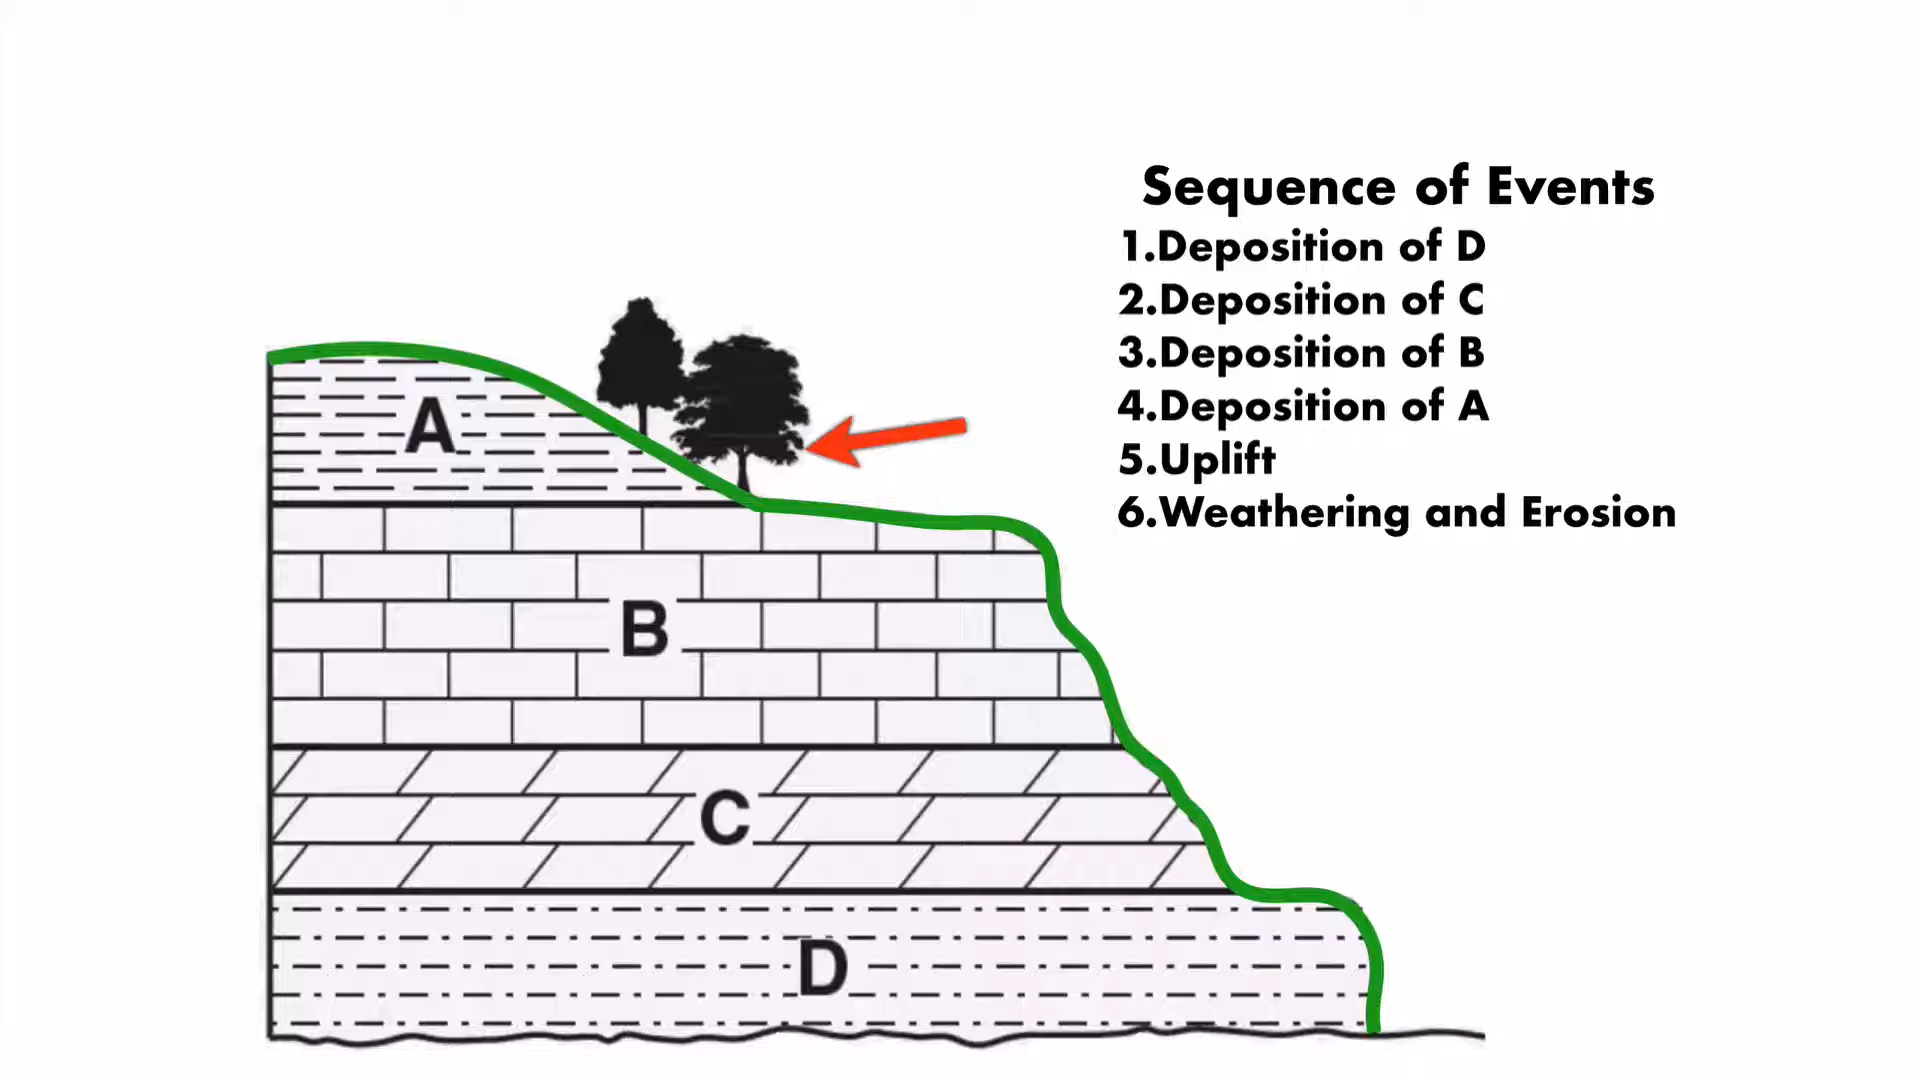 Sequence of Events
1.Deposition of D
2.Deposition of C
3.Deposition of B
4.Deposition of A
5.Uplift
6.Weathering and Erosion
A
B
C
D